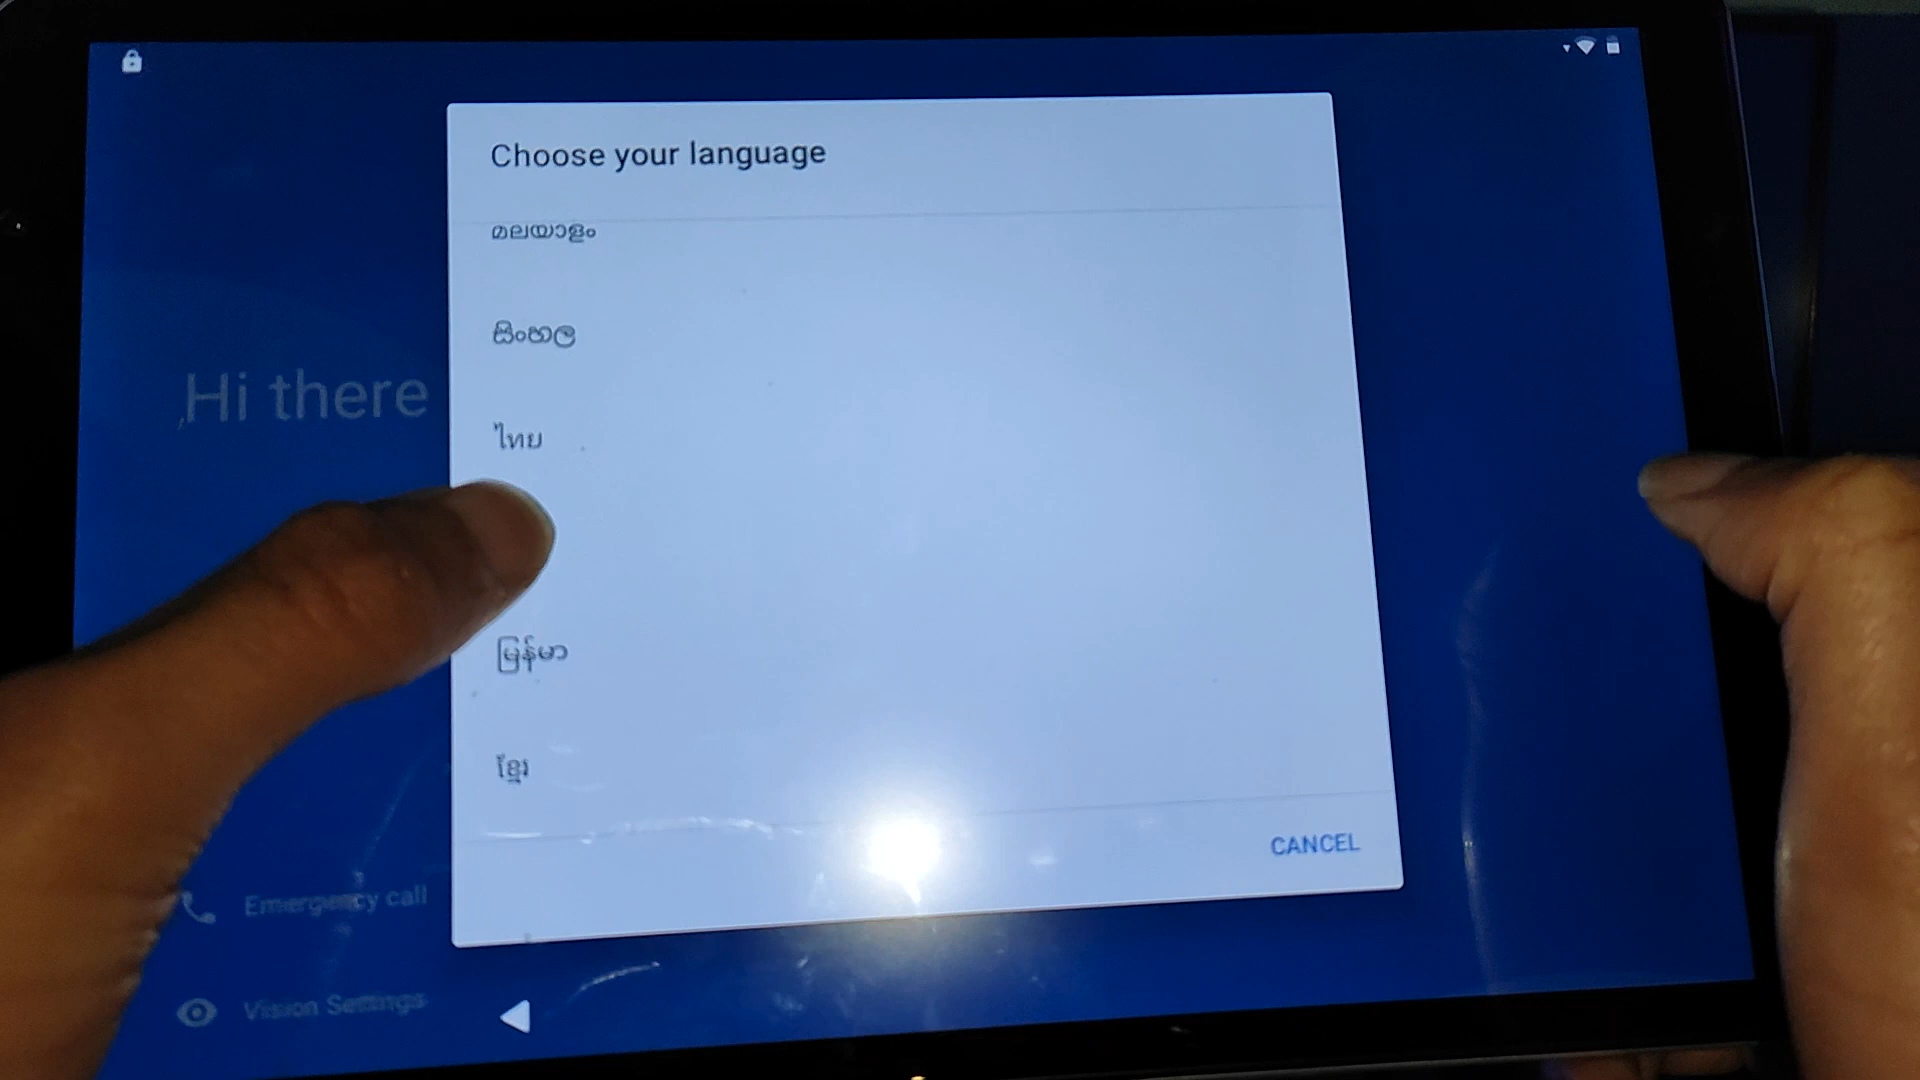 Choose your language
മലയാളം
සිංහල
ไทย
မြန်မာ
ខ្មែរ
CANCEL
Hi there
Emergency call
Vision Settings